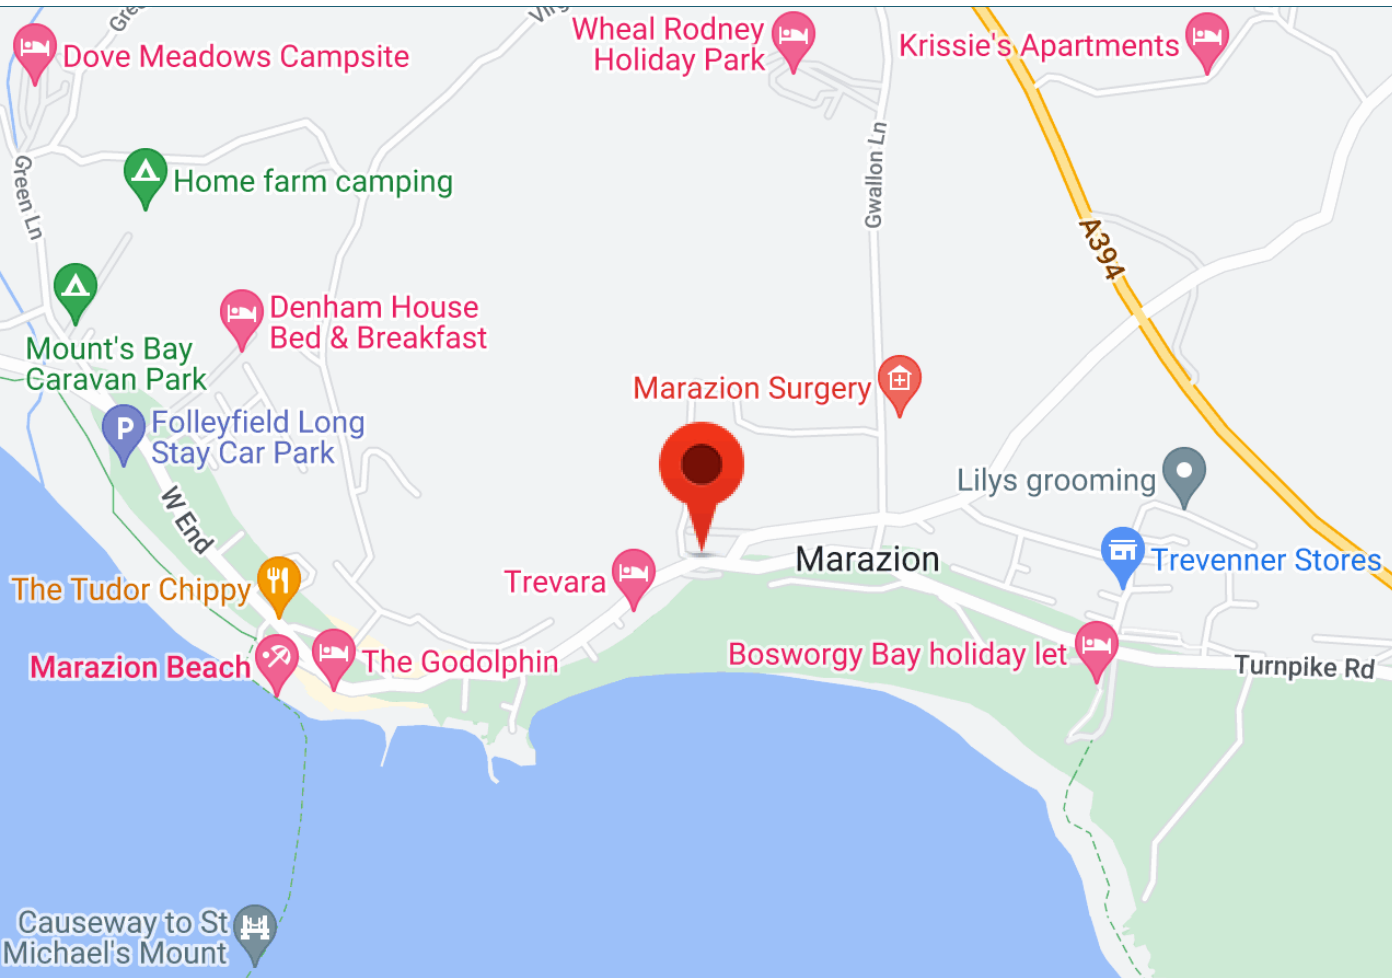 Gree
Virg
Wheal Rodney
Holiday Park
Krissie's Apartments
Dove Meadows Campsite
Green Ln
Home farm camping
Gwallon Ln
A394
Denham House
Bed & Breakfast
Mount's Bay
Caravan Park
Marazion Surgery
P
Folleyfield Long
Stay Car Park
Lilys grooming
W End
Marazion
Trevenner Stores
Trevara
The Tudor Chippy
Marazion Beach
The Godolphin
Bosworgy Bay holiday let
Turnpike Rd
Causeway to St
Michael's Mount